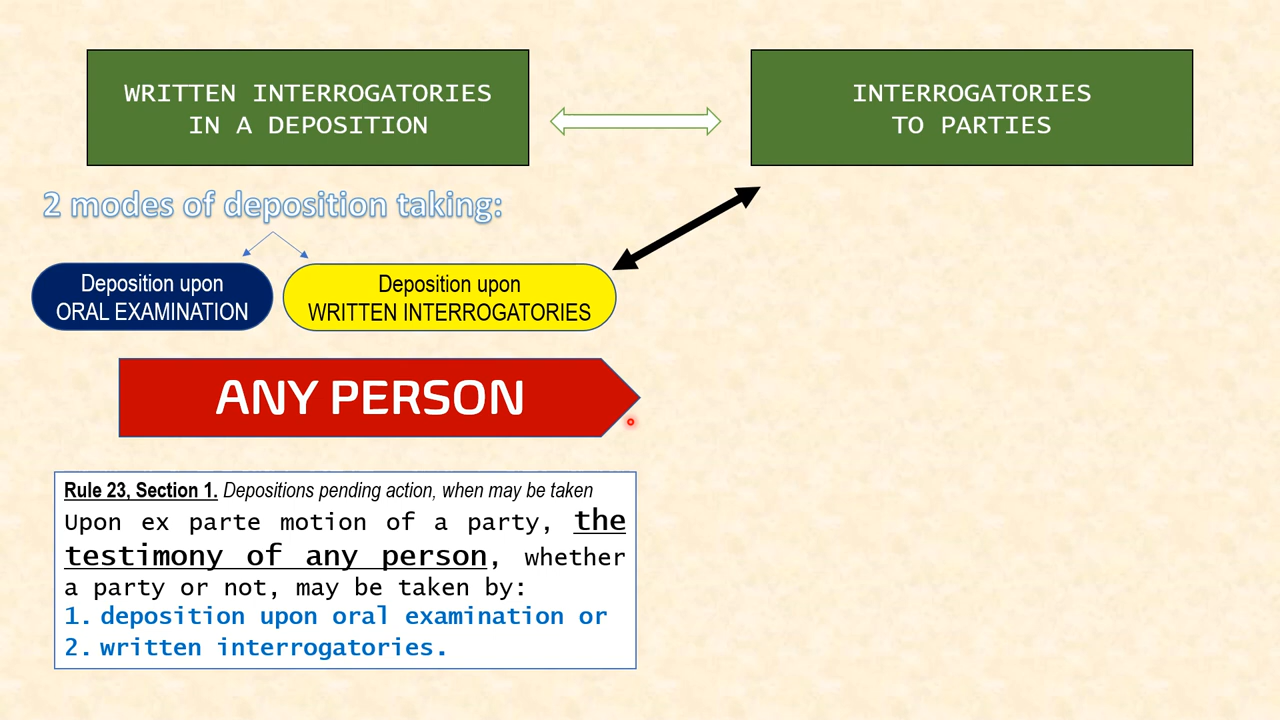 WRITTEN INTERROGATORIES
IN A DEPOSITION
INTERROGATORIES
TO PARTIES
2 modes of deposition taking:
Deposition upon
ORAL EXAMINATION
Deposition upon
WRITTEN INTERROGATORIES
ANY PERSON
Rule 23, Section 1. Depositions pending action, when may be taken
Upon ex parte motion of a party, the
testimony of any person, whether
a party or not, may be taken by:
1. deposition upon oral examination or
2. written interrogatories.